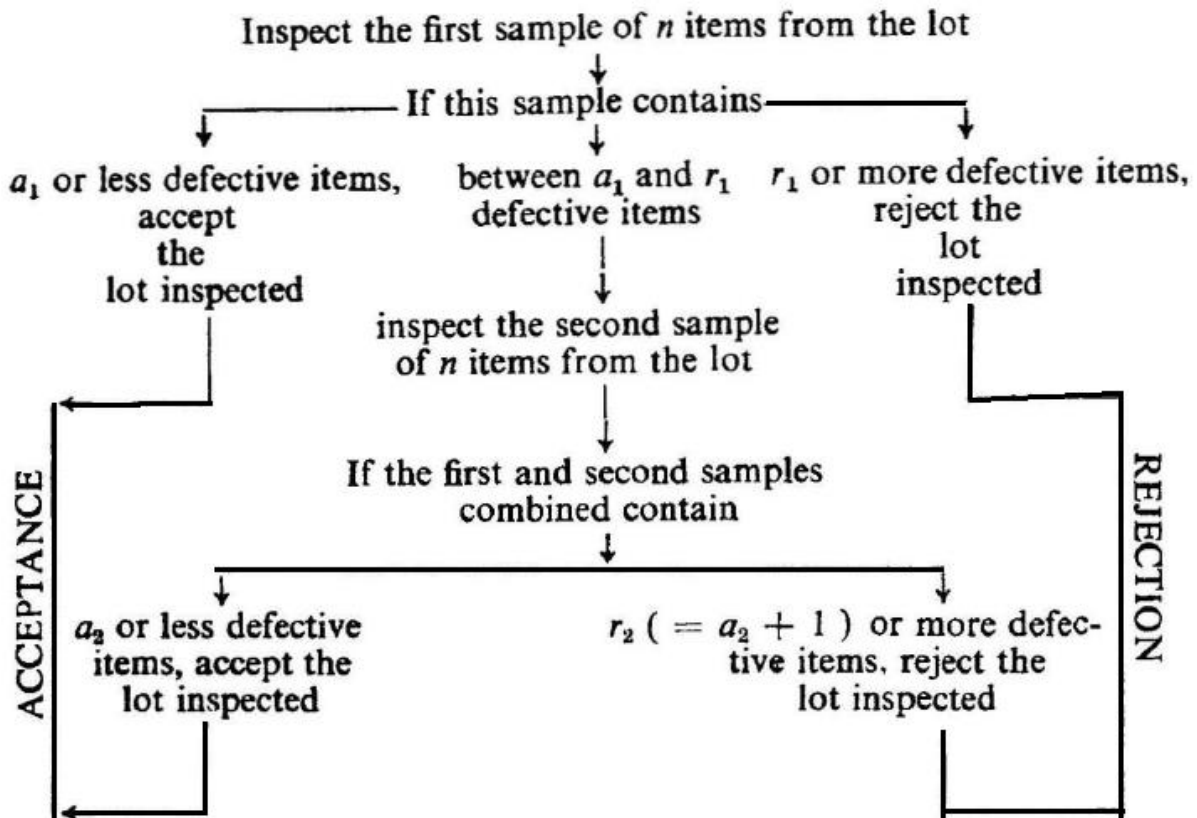 Inspect the first sample of n items from the lot
If this sample contains
a₁ or less defective items,
accept
the
lot inspected
between a₁ and r₁
defective items
r₁ or more defective items,
reject the
lot
inspected
inspect the second sample
of n items from the lot
If the first and second samples
combined contain
ACCEPTANCE
REJECTION
a₂ or less defective
items, accept the
lot inspected
r₂ ( = a₂ + 1 ) or more defec-
tive items, reject the
lot inspected